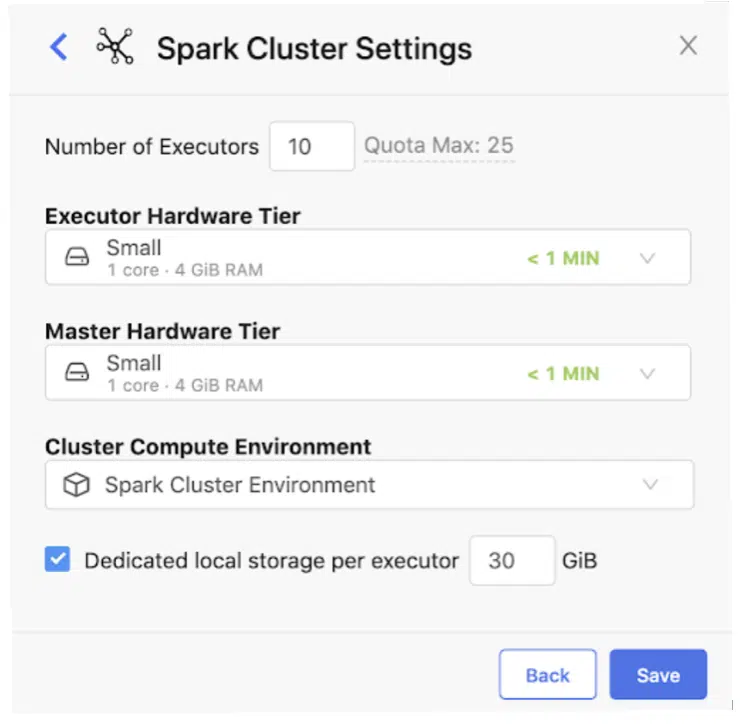 Spark Cluster Settings
Number of Executors 10 Quota Max: 25
Executor Hardware Tier
Small
1 core · 4 GiB RAM
< 1 MIN
Master Hardware Tier
Small
1 core · 4 GiB RAM
< 1 MIN
Cluster Compute Environment
Spark Cluster Environment
Dedicated local storage per executor 30 GiB
Back Save